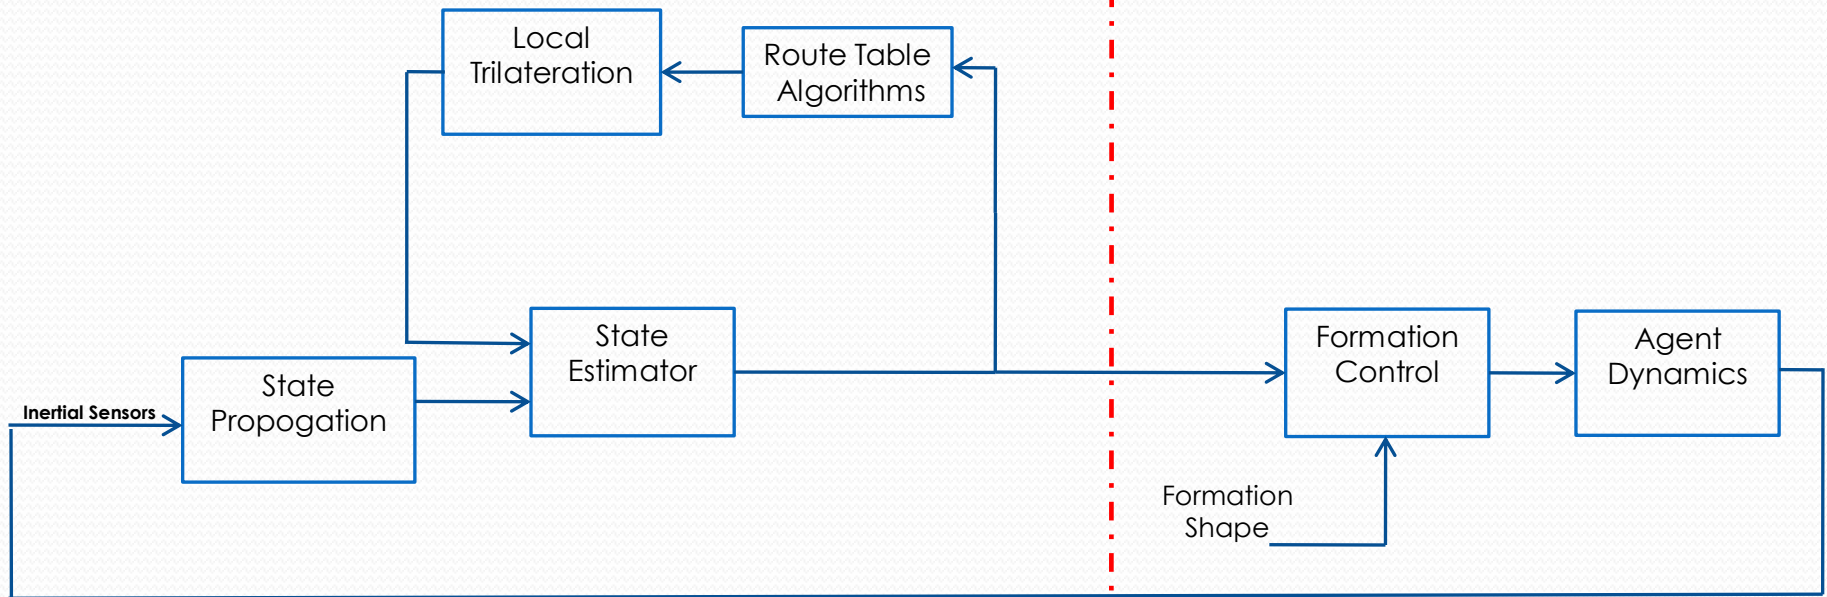 Local
Trilateration
Route Table
Algorithms
State
Estimator
Formation
Control
Agent
Dynamics
Inertial Sensors
State
Propogation
Formation
Shape